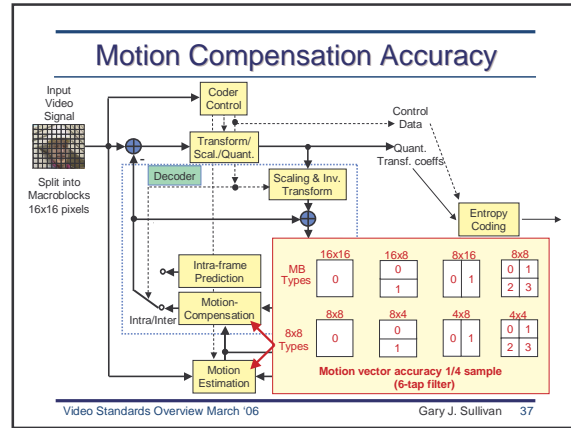 Motion Compensation Accuracy
Input
Video
Signal
Split into
Macroblocks
16x16 pixels
Coder
Control
Control
Data
Transform/
Scal./Quant.
-
Quant.
Transf. coeffs
Decoder
Scaling & Inv.
Transform
Entropy
Coding
Intra-frame
Prediction
Motion-
Compensation
Intra/Inter
Motion
Estimation
16x16 16x8 8x16 8x8
MB
Types
0
0
1
0 1
0 1
2 3
8x8 8x4 4x8 4x4
8x8
Types
0
0
1
0 1
0 1
2 3
Motion vector accuracy 1/4 sample
(6-tap filter)
Video Standards Overview March '06 Gary J. Sullivan 37